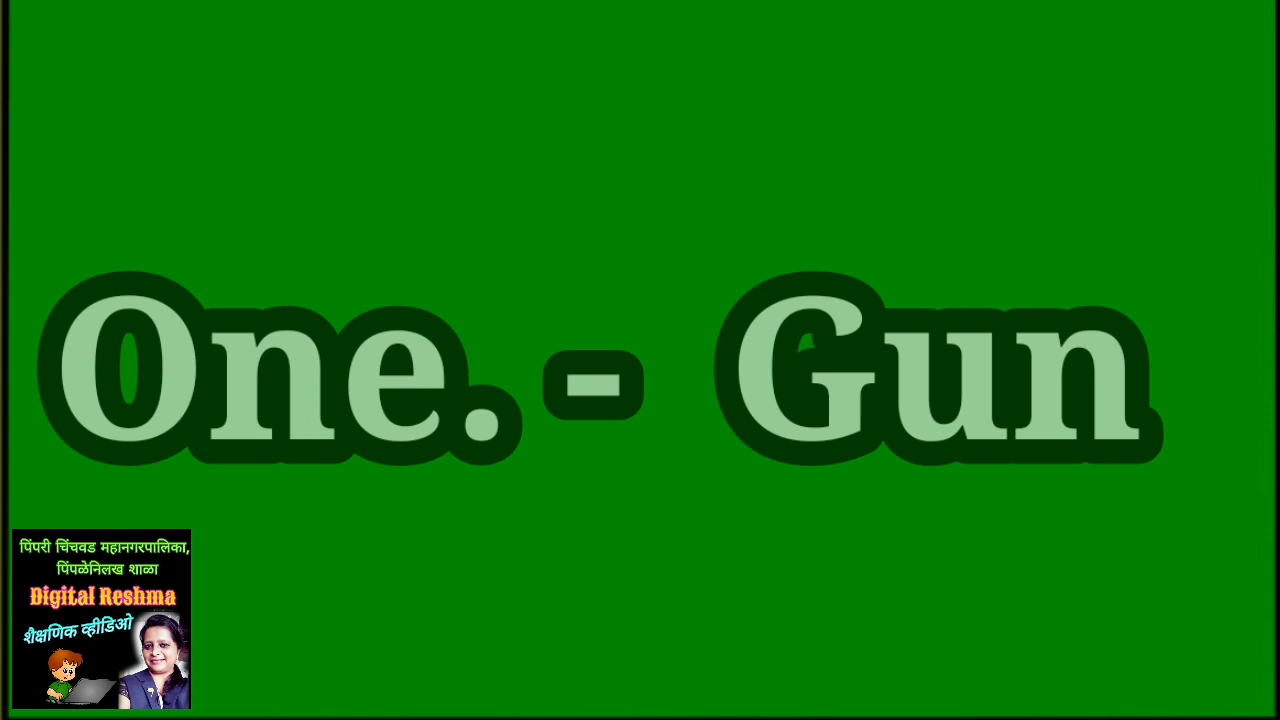 One. - Gun
पिंपरी चिंचवड महानगरपालिका,
पिंपळेनिलख शाळा
Digital Reshma
शैक्षणिक व्हीडिओ